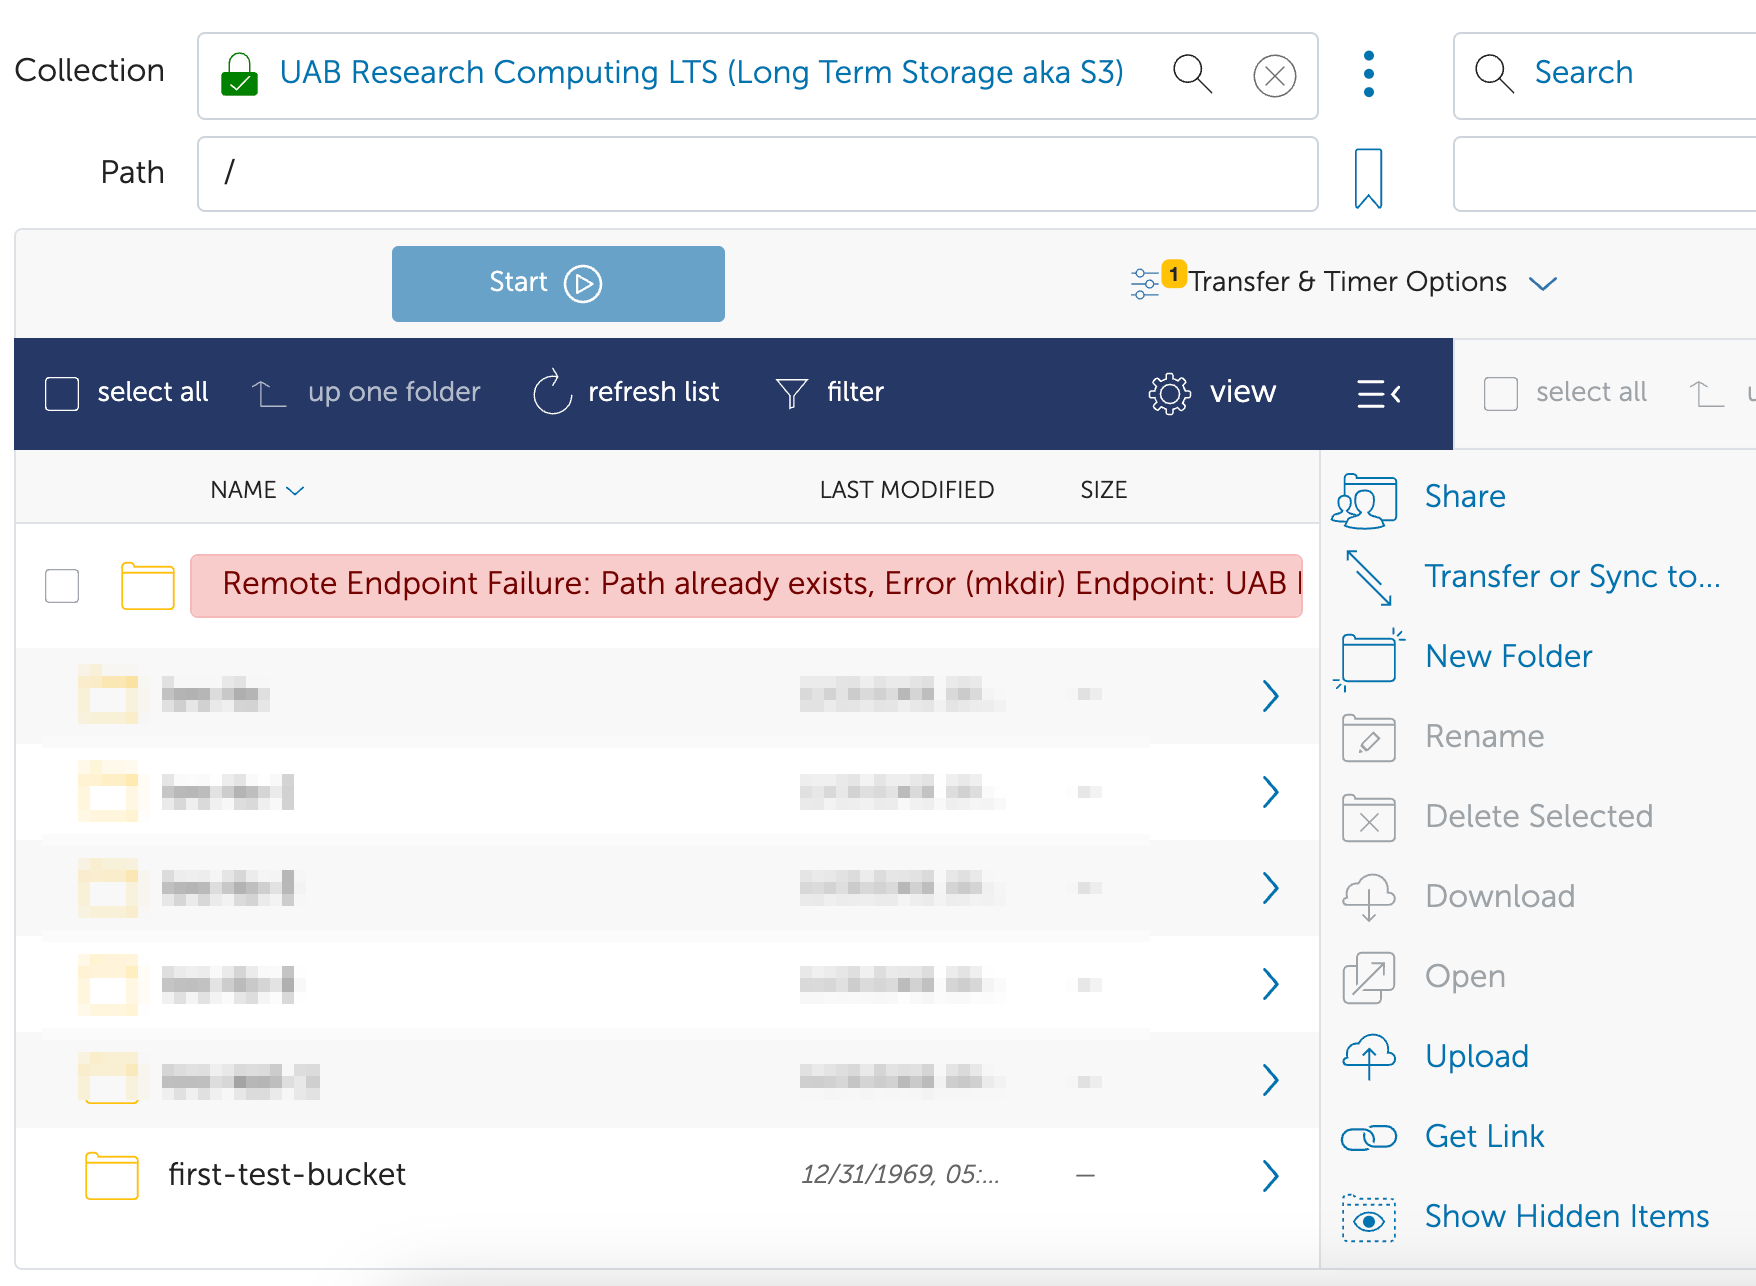 Collection
UAB Research Computing LTS (Long Term Storage aka S3)
Search
Path
/
Start
1
Transfer & Timer Options
select all
up one folder
refresh list
filter
view
select all
NAME
LAST MODIFIED
SIZE
Remote Endpoint Failure: Path already exists, Error (mkdir) Endpoint: UAB
first-test-bucket
12/31/1969, 05:...
—
Share
Transfer or Sync to...
New Folder
Rename
Delete Selected
Download
Open
Upload
Get Link
Show Hidden Items